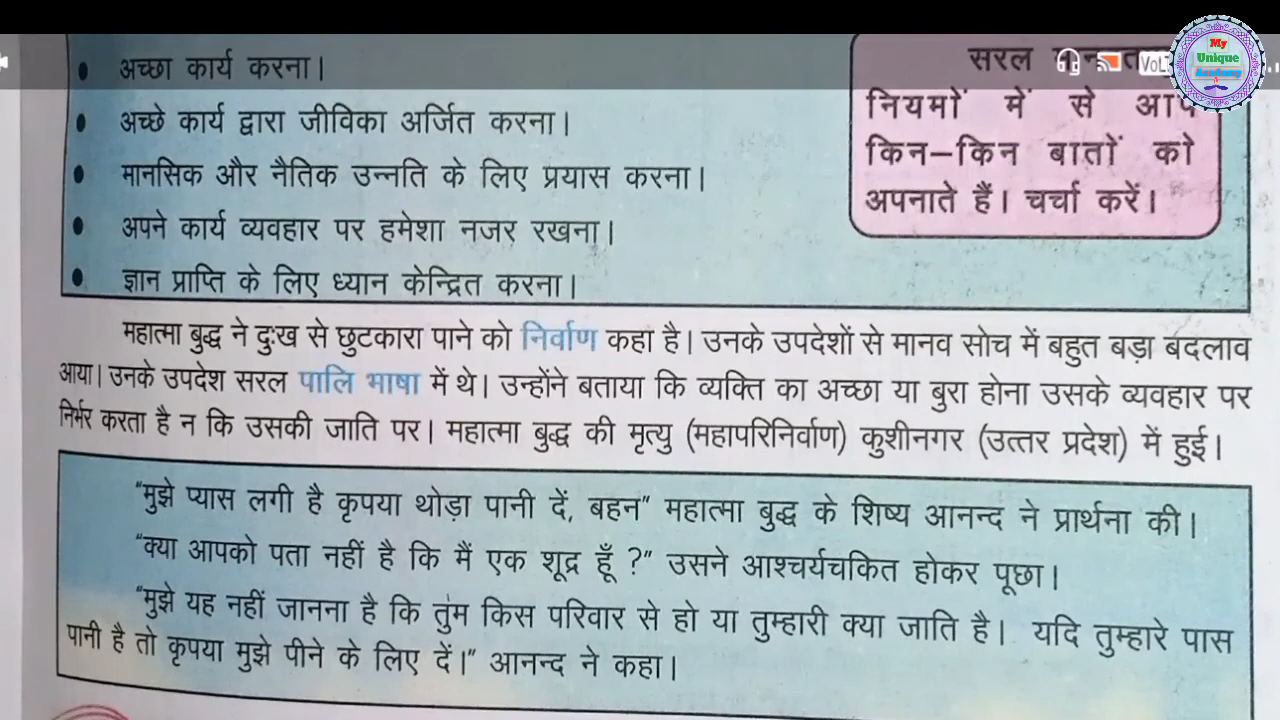 अच्छा कार्य करना।
अच्छे कार्य द्वारा जीविका अर्जित करना।
मानसिक और नैतिक उन्नति के लिए प्रयास करना।
अपने कार्य व्यवहार पर हमेशा नजर रखना।
ज्ञान प्राप्ति के लिए ध्यान केन्द्रित करना।
सरल
नियमों में से आप
किन–किन बातों को
अपनाते हैं। चर्चा करें।
My
Unique
Academy
महात्मा बुद्ध ने दुःख से छुटकारा पाने को निर्वाण कहा है। उनके उपदेशों से मानव सोच में बहुत बड़ा बदलाव
आया। उनके उपदेश सरल पालि भाषा में थे। उन्होंने बताया कि व्यक्ति का अच्छा या बुरा होना उसके व्यवहार पर
निर्भर करता है न कि उसकी जाति पर। महात्मा बुद्ध की मृत्यु (महापरिनिर्वाण) कुशीनगर (उत्तर प्रदेश) में हुई।
“मुझे प्यास लगी है कृपया थोड़ा पानी दें, बहन” महात्मा बुद्ध के शिष्य आनन्द ने प्रार्थना की।
“क्या आपको पता नहीं है कि मैं एक शूद्र हूँ ?” उसने आश्चर्यचकित होकर पूछा।
“मुझे यह नहीं जानना है कि तुम किस परिवार से हो या तुम्हारी क्या जाति है। यदि तुम्हारे पास
पानी है तो कृपया मुझे पीने के लिए दें।” आनन्द ने कहा।